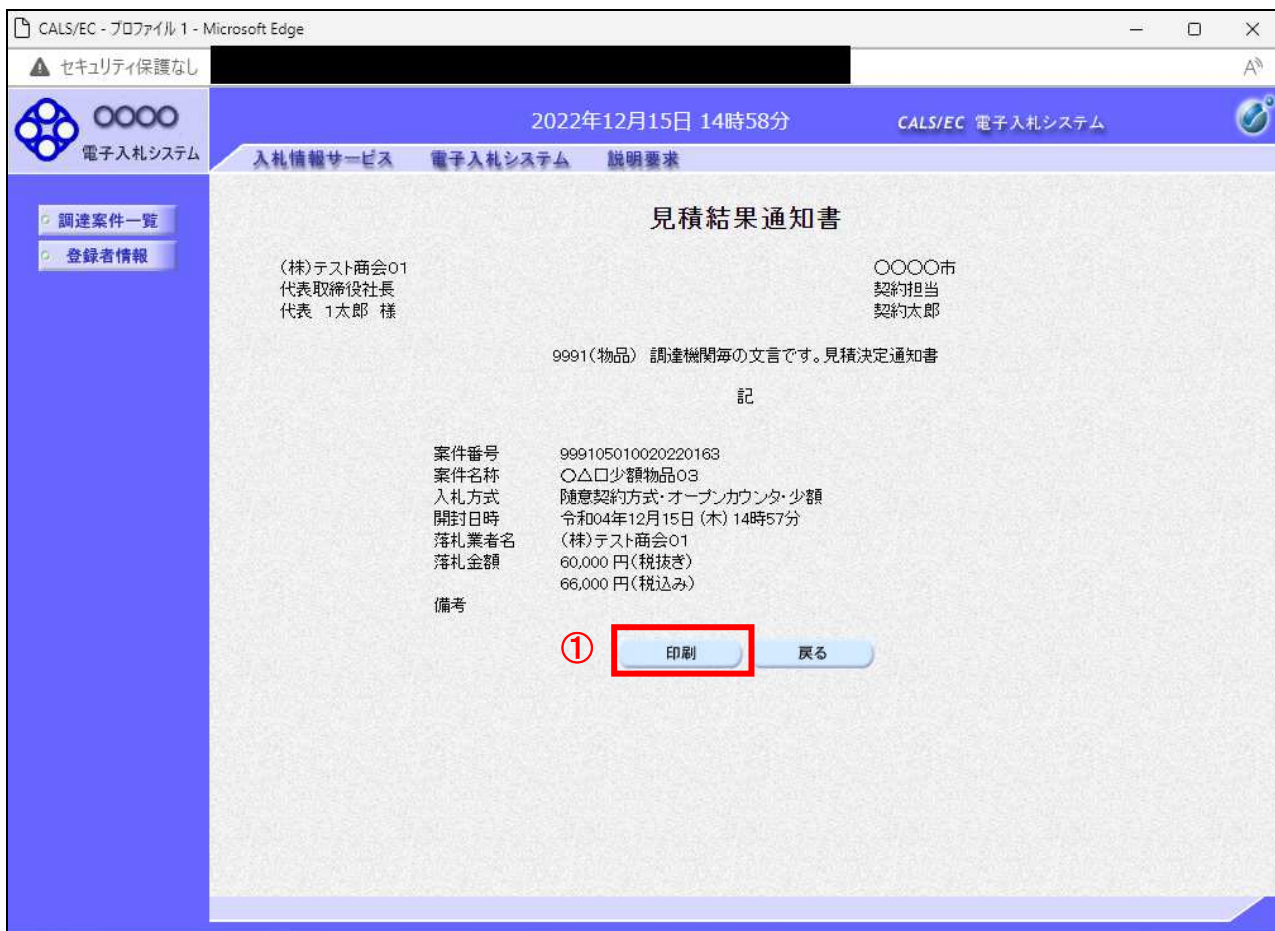 CALS/EC - プロファイル 1 - Microsoft Edge
セキュリティ保護なし
〇〇〇〇
電子入札システム
2022年12月15日 14時58分
CALS/EC 電子入札システム
入札情報サービス 電子入札システム 説明要求
調達案件一覧
登録者情報
見積結果通知書
(株)テスト商会01
代表取締役社長
代表 1太郎 様
〇〇〇〇市
契約担当
契約太郎
9991(物品) 調達機関毎の文言です。見積決定通知書
記
案件番号 999105010020220163
案件名称 〇△口少額物品03
入札方式 随意契約方式・オープンカウンタ・少額
開封日時 令和04年12月15日(木)14時57分
落札業者名 (株)テスト商会01
落札金額 60,000 円(税抜き)
66,000 円(税込み)
備考
① 印刷 戻る